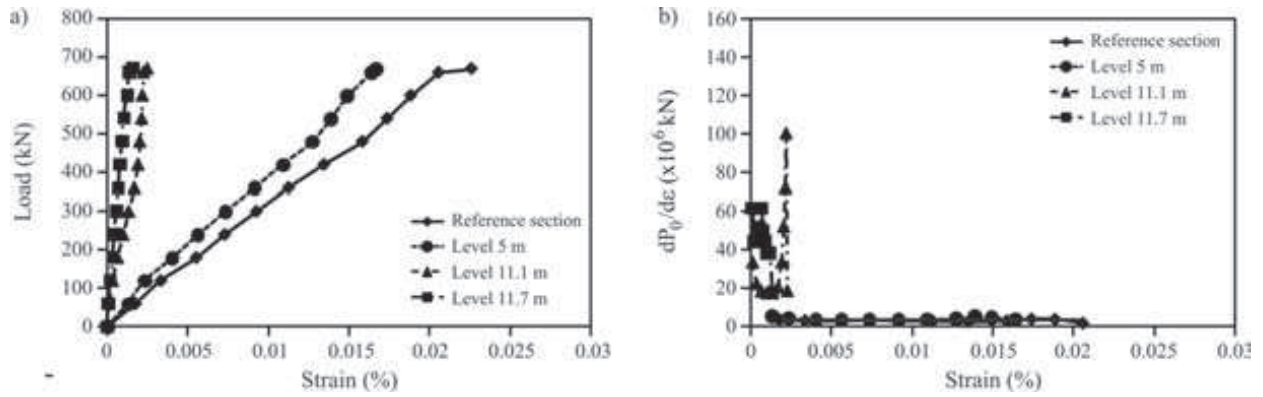 a)
800
700
600
500
400
300
200
100
0
Load (kN)
0
0.005
0.01
0.015
0.02
0.025
0.03
Strain (%)
Reference section
Level 5 m
Level 11.1 m
Level 11.7 m
b)
160
140
120
100
80
60
40
20
0
dP₀/dε (x10⁶ kN)
0
0.005
0.01
0.015
0.02
0.025
0.03
Strain (%)
Reference section
Level 5 m
Level 11.1 m
Level 11.7 m